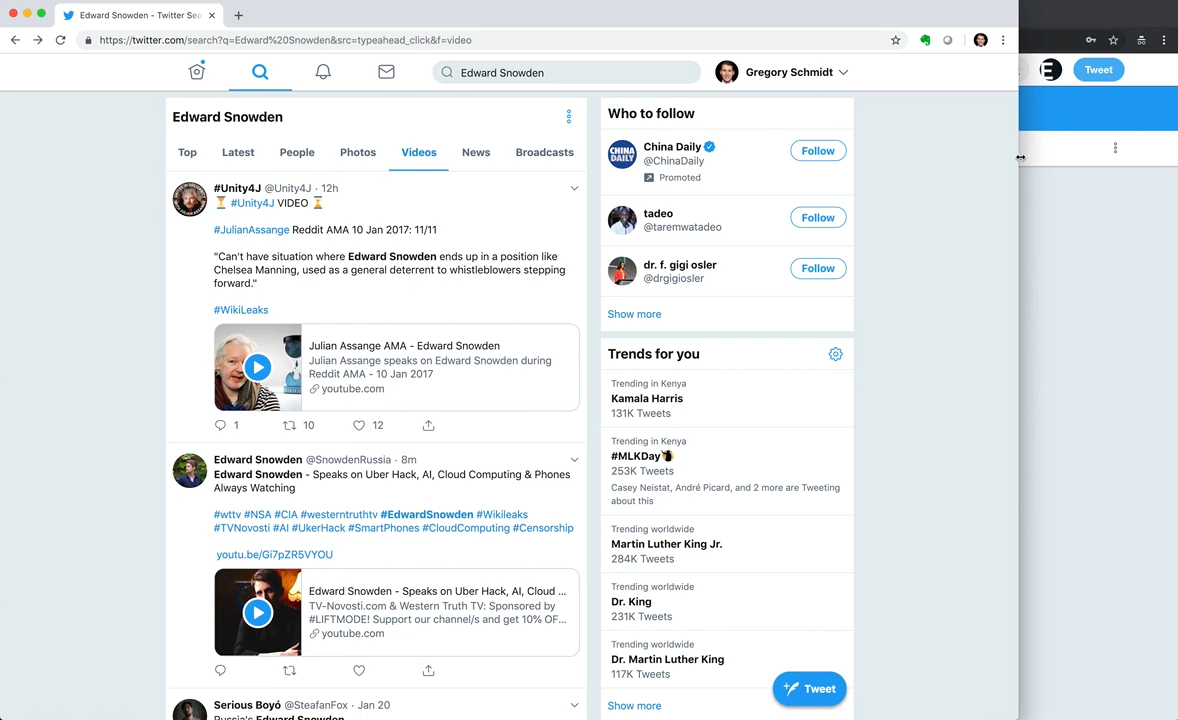 Edward Snowden - Twitter Sea
https://twitter.com/search?q=Edward%20Snowden&src=typeahead_click&f=video
Edward Snowden
Gregory Schmidt
E
Tweet
Edward Snowden
Top
Latest
People
Photos
Videos
News
Broadcasts
#Unity4J @Unity4J · 12h
⏳ #Unity4J VIDEO ⏳
#JulianAssange Reddit AMA 10 Jan 2017: 11/11
"Can't have situation where Edward Snowden ends up in a position like
Chelsea Manning, used as a general deterrent to whistleblowers stepping
forward."
#WikiLeaks
Julian Assange AMA - Edward Snowden
Julian Assange speaks on Edward Snowden during
Reddit AMA - 10 Jan 2017
youtube.com
1
10
12
Edward Snowden @SnowdenRussia · 8m
Edward Snowden - Speaks on Uber Hack, AI, Cloud Computing & Phones
Always Watching
#wttv #NSA #CIA #westerntruthtv #EdwardSnowden #Wikileaks
#TVNovosti #AI #UkerHack #SmartPhones #CloudComputing #Censorship
youtu.be/Gi7pZR5VYOU
Edward Snowden - Speaks on Uber Hack, AI, Cloud ...
TV-Novosti.com & Western Truth TV: Sponsored by
#LIFTMODE! Support our channel/s and get 10% OF...
youtube.com
Serious Boyó @SteafanFox · Jan 20
Russia's Edward Snowden
Who to follow
CHINA DAILY
China Daily
@ChinaDaily
Promoted
Follow
tadeo
@taremwatadeo
Follow
dr. f. gigi osler
@drgigiosler
Follow
Show more
Trends for you
Trending in Kenya
Kamala Harris
131K Tweets
Trending in Kenya
#MLKDay
253K Tweets
Casey Neistat, André Picard, and 2 more are Tweeting
about this
Trending worldwide
Martin Luther King Jr.
284K Tweets
Trending worldwide
Dr. King
231K Tweets
Trending worldwide
Dr. Martin Luther King
117K Tweets
Show more
Tweet